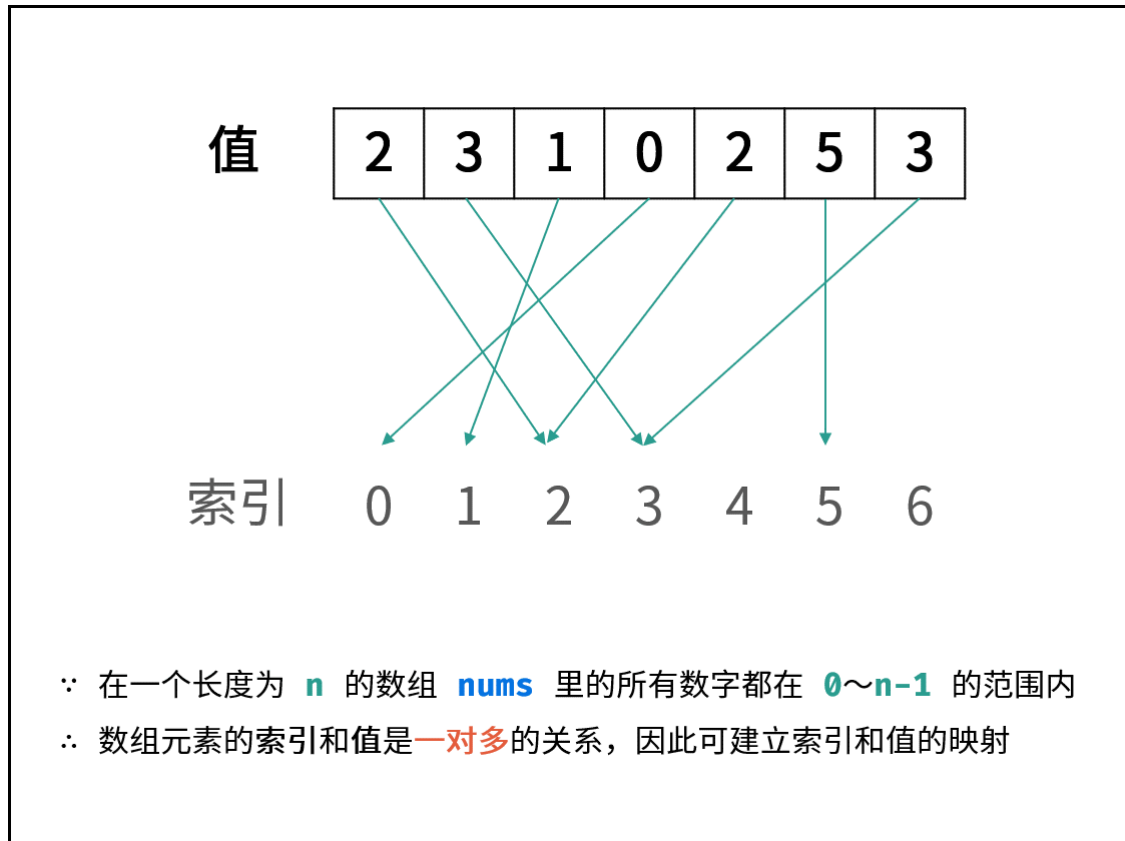 值 2 3 1 0 2 5 3
索引 0 1 2 3 4 5 6
∵ 在一个长度为 n 的数组 nums 里的所有数字都在 0～n-1 的范围内
∴ 数组元素的索引和值是一对多的关系，因此可建立索引和值的映射